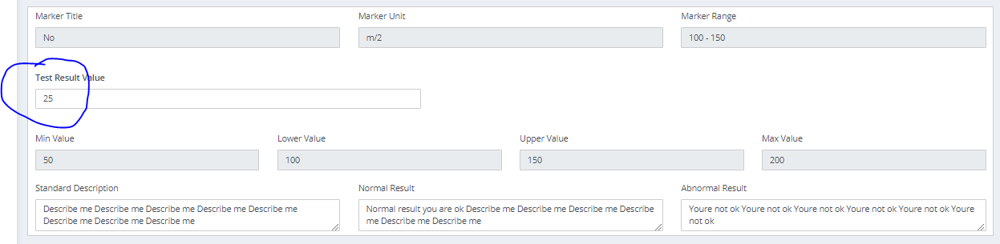 Marker Title Marker Unit Marker Range
No m/2 100 - 150
Test Result Value
25
Min Value Lower Value Upper Value Max Value
50 100 150 200
Standard Description Normal Result Abnormal Result
Describe me Describe me Describe me Describe me Describe me
Describe me Describe me Describe me
Normal result you are ok Describe me Describe me Describe me Describe
me Describe me Describe me
Youre not ok Youre not ok Youre not ok Youre not ok Youre not ok Youre
not ok